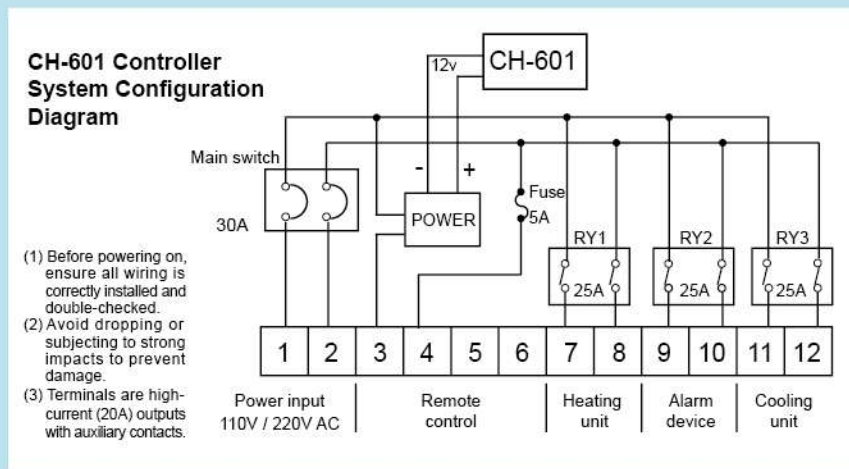 CH-601 Controller
System Configuration
Diagram
12v
CH-601
Main switch
30A
-
+
POWER
Fuse
5A
RY1
25A
RY2
25A
RY3
25A
(1) Before powering on,
ensure all wiring is
correctly installed and
double-checked.
(2) Avoid dropping or
subjecting to strong
impacts to prevent
damage.
(3) Terminals are high-
current (20A) outputs
with auxiliary contacts.
1 2 3 4 5 6 7 8 9 10 11 12
Power input
110V / 220V AC
Remote
control
Heating
unit
Alarm
device
Cooling
unit